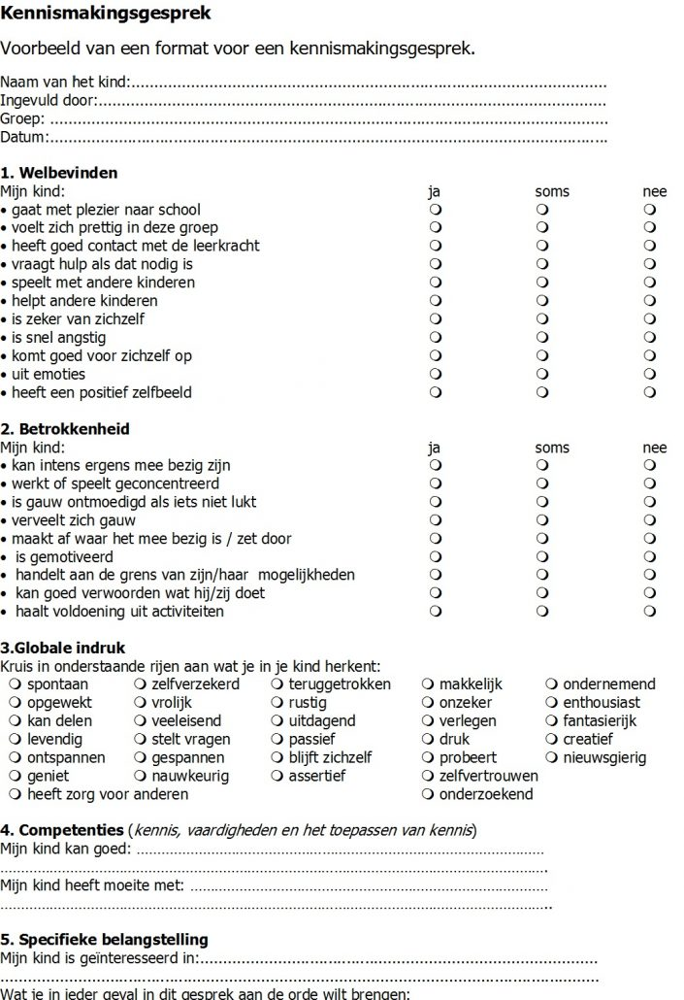 Kennismakingsgesprek
Voorbeeld van een format voor een kennismakingsgesprek.
Naam van het kind:........................................................................................................
Ingevuld door:...............................................................................................................
Groep: ..........................................................................................................................
Datum:..........................................................................................................................
1. Welbevinden
Mijn kind: ja soms nee
• gaat met plezier naar school ❍ ❍ ❍
• voelt zich prettig in deze groep ❍ ❍ ❍
• heeft goed contact met de leerkracht ❍ ❍ ❍
• vraagt hulp als dat nodig is ❍ ❍ ❍
• speelt met andere kinderen ❍ ❍ ❍
• helpt andere kinderen ❍ ❍ ❍
• is zeker van zichzelf ❍ ❍ ❍
• is snel angstig ❍ ❍ ❍
• komt goed voor zichzelf op ❍ ❍ ❍
• uit emoties ❍ ❍ ❍
• heeft een positief zelfbeeld ❍ ❍ ❍
2. Betrokkenheid
Mijn kind: ja soms nee
• kan intens ergens mee bezig zijn ❍ ❍ ❍
• werkt of speelt geconcentreerd ❍ ❍ ❍
• is gauw ontmoedigd als iets niet lukt ❍ ❍ ❍
• verveelt zich gauw ❍ ❍ ❍
• maakt af waar het mee bezig is / zet door ❍ ❍ ❍
• is gemotiveerd ❍ ❍ ❍
• handelt aan de grens van zijn/haar mogelijkheden ❍ ❍ ❍
• kan goed verwoorden wat hij/zij doet ❍ ❍ ❍
• haalt voldoening uit activiteiten ❍ ❍ ❍
3.Globale indruk
Kruis in onderstaande rijen aan wat je in je kind herkent:
❍ spontaan ❍ zelfverzekerd ❍ teruggetrokken ❍ makkelijk ❍ ondernemend
❍ opgewekt ❍ vrolijk ❍ rustig ❍ onzeker ❍ enthousiast
❍ kan delen ❍ veeleisend ❍ uitdagend ❍ verlegen ❍ fantasierijk
❍ levendig ❍ stelt vragen ❍ passief ❍ druk ❍ creatief
❍ ontspannen ❍ gespannen ❍ blijft zichzelf ❍ probeert ❍ nieuwsgierig
❍ geniet ❍ nauwkeurig ❍ assertief ❍ zelfvertrouwen
❍ heeft zorg voor anderen ❍ onderzoekend
4. Competenties (kennis, vaardigheden en het toepassen van kennis)
Mijn kind kan goed: ..........................................................................................
.........................................................................................................................
Mijn kind heeft moeite met: ...............................................................................
..........................................................................................................................
5. Specifieke belangstelling
Mijn kind is geïnteresseerd in:.......................................................................................
....................................................................................................................................
Wat je in ieder geval in dit gesprek aan de orde wilt brengen: